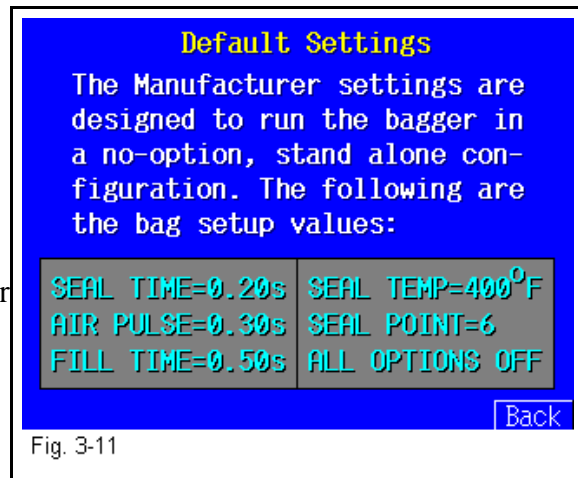 Default Settings
The Manufacturer settings are
designed to run the bagger in
a no-option, stand alone con-
figuration. The following are
the bag setup values:
r
SEAL TIME=0.20s SEAL TEMP=400°F
AIR PULSE=0.30s SEAL POINT=6
FILL TIME=0.50s ALL OPTIONS OFF
Back
Fig. 3-11